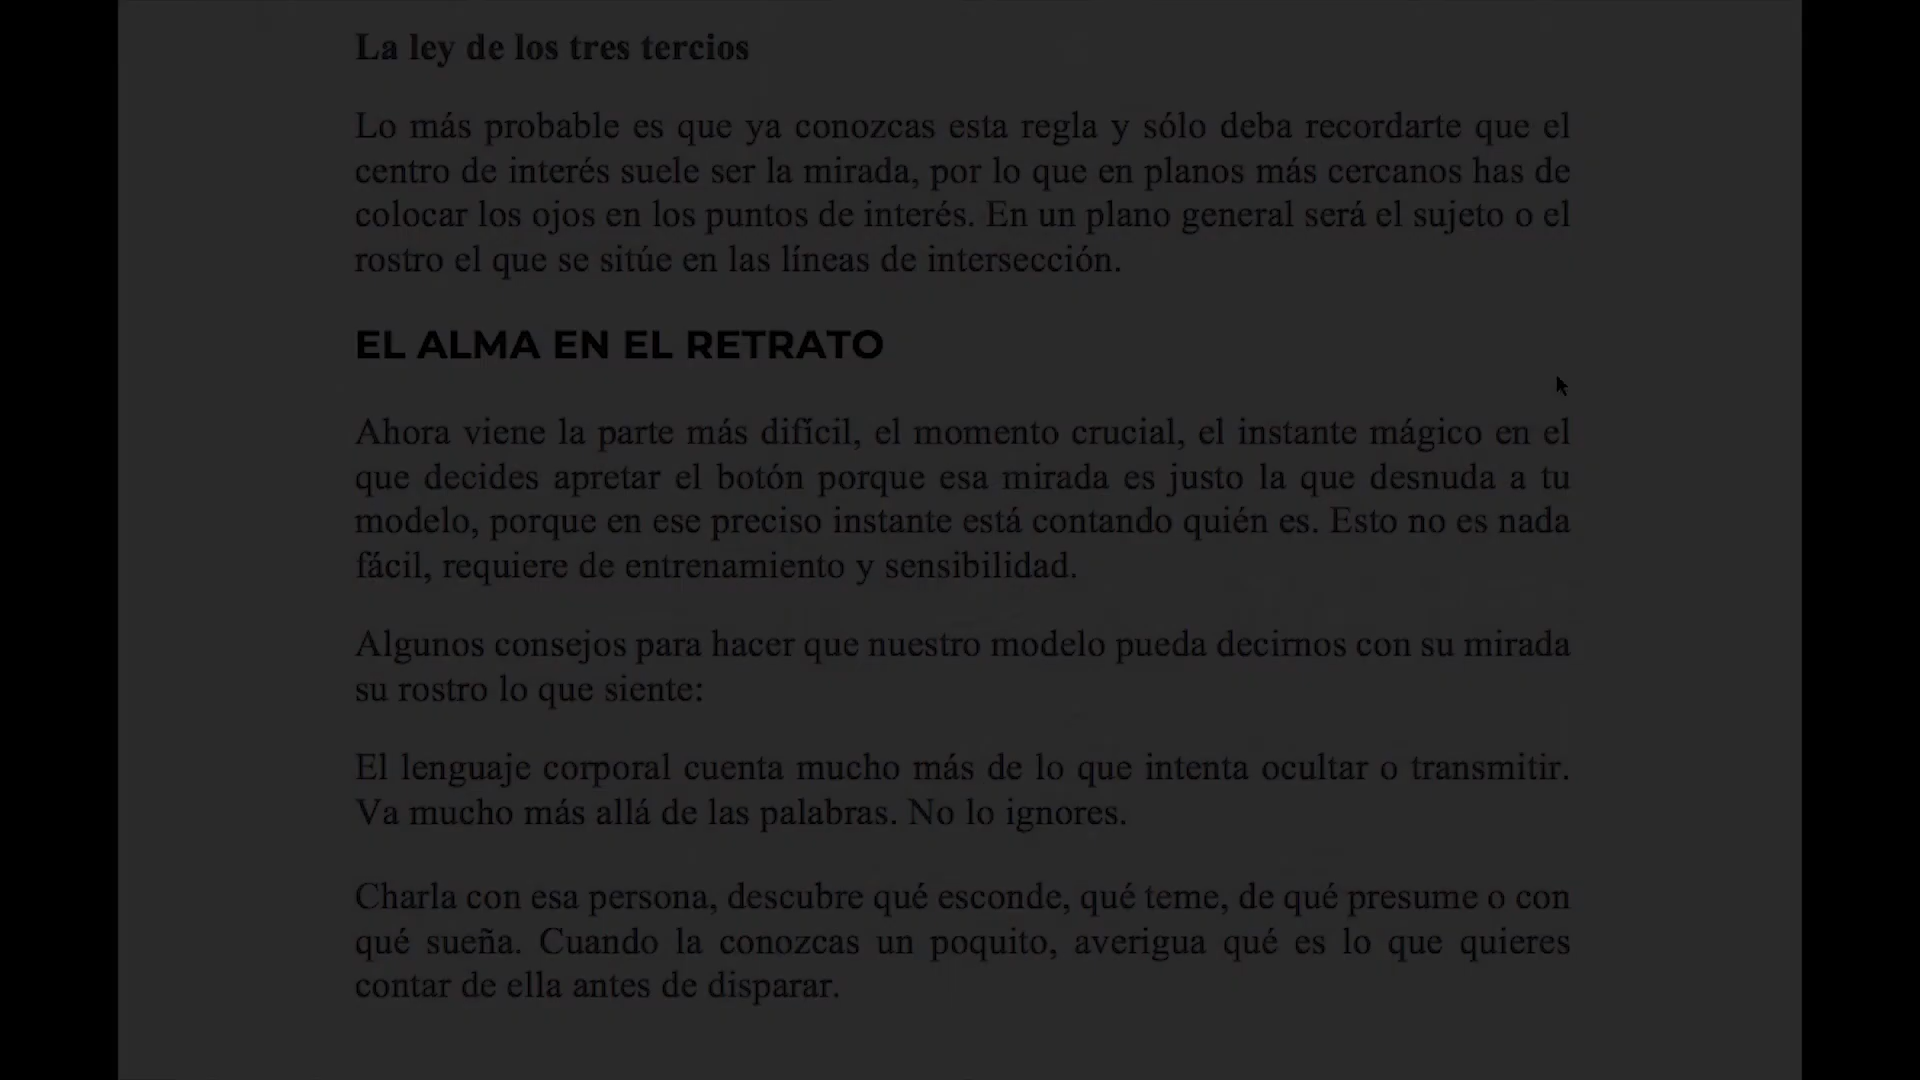 La ley de los tres tercios
Lo más probable es que ya conozcas esta regla y sólo deba recordarte que el
centro de interés suele ser la mirada, por lo que en planos más cercanos has de
colocar los ojos en los puntos de interés. En un plano general será el sujeto o el
rostro el que se sitúe en las líneas de intersección.
EL ALMA EN EL RETRATO
Ahora viene la parte más difícil, el momento crucial, el instante mágico en el
que decides apretar el botón porque esa mirada es justo la que desnuda a tu
modelo, porque en ese preciso instante está contando quién es. Esto no es nada
fácil, requiere de entrenamiento y sensibilidad.
Algunos consejos para hacer que nuestro modelo pueda decirnos con su mirada
su rostro lo que siente:
El lenguaje corporal cuenta mucho más de lo que intenta ocultar o transmitir.
Va mucho más allá de las palabras. No lo ignores.
Charla con esa persona, descubre qué esconde, qué teme, de qué presume o con
qué sueña. Cuando la conozcas un poquito, averigua qué es lo que quieres
contar de ella antes de disparar.